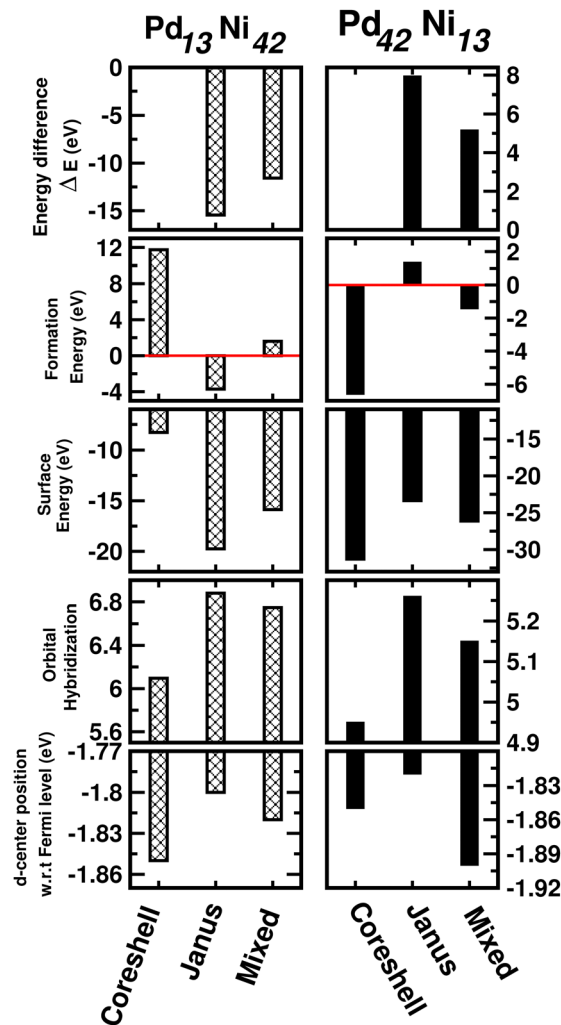 Pd13 Ni42
Pd42 Ni13
Energy difference
Δ E (eV)
0
-5
-10
-15
8
6
4
2
0
Formation
Energy (eV)
12
8
4
0
-4
2
0
-2
-4
-6
Surface
Energy (eV)
-10
-15
-20
-15
-20
-25
-30
Orbital
Hybridization
6.8
6.4
6
5.6
5.2
5.1
5
4.9
d-center position
w.r.t Fermi level (eV)
-1.77
-1.8
-1.83
-1.86
-1.83
-1.86
-1.89
-1.92
Coreshell
Janus
Mixed
Coreshell
Janus
Mixed